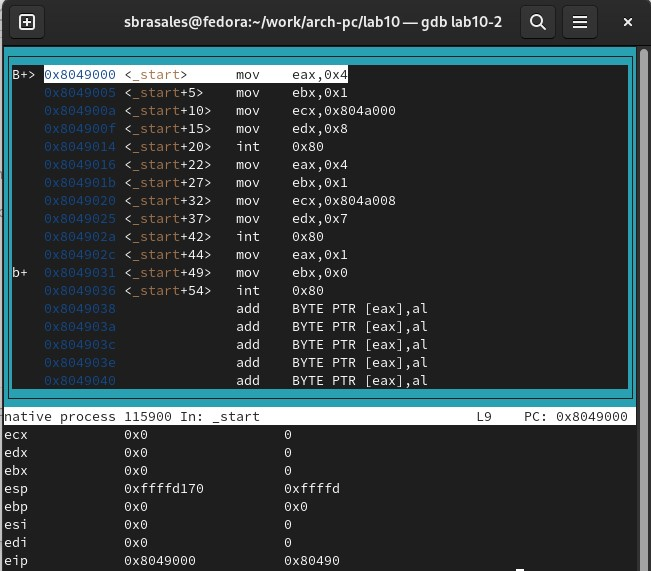 sbrasales@fedora:~/work/arch-pc/lab10 — gdb lab10-2
B+> 0x8049000 <_start> mov eax,0x4
0x8049005 <_start+5> mov ebx,0x1
0x804900a <_start+10> mov ecx,0x804a000
0x804900f <_start+15> mov edx,0x8
0x8049014 <_start+20> int 0x80
0x8049016 <_start+22> mov eax,0x4
0x804901b <_start+27> mov ebx,0x1
0x8049020 <_start+32> mov ecx,0x804a008
0x8049025 <_start+37> mov edx,0x7
0x804902a <_start+42> int 0x80
0x804902c <_start+44> mov eax,0x1
b+ 0x8049031 <_start+49> mov ebx,0x0
0x8049036 <_start+54> int 0x80
0x8049038 add BYTE PTR [eax],al
0x804903a add BYTE PTR [eax],al
0x804903c add BYTE PTR [eax],al
0x804903e add BYTE PTR [eax],al
0x8049040 add BYTE PTR [eax],al
native process 115900 In: _start L9 PC: 0x8049000
ecx 0x0 0
edx 0x0 0
ebx 0x0 0
esp 0xffffd170 0xffffd
ebp 0x0 0x0
esi 0x0 0
edi 0x0 0
eip 0x8049000 0x80490